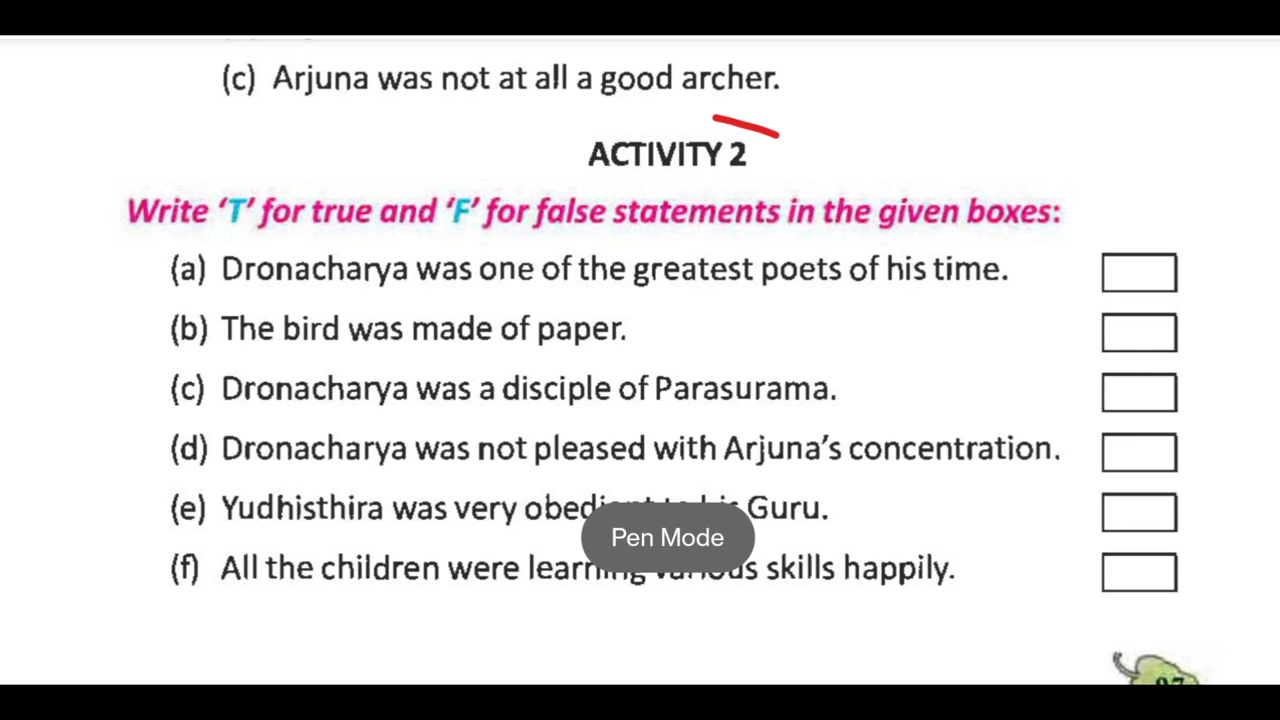 (c) Arjuna was not at all a good archer.
ACTIVITY 2
Write ‘T’ for true and ‘F’ for false statements in the given boxes:
(a) Dronacharya was one of the greatest poets of his time.
(b) The bird was made of paper.
(c) Dronacharya was a disciple of Parasurama.
(d) Dronacharya was not pleased with Arjuna’s concentration.
(e) Yudhisthira was very Guru.
Pen Mode
(f) All the children were learning skills happily.